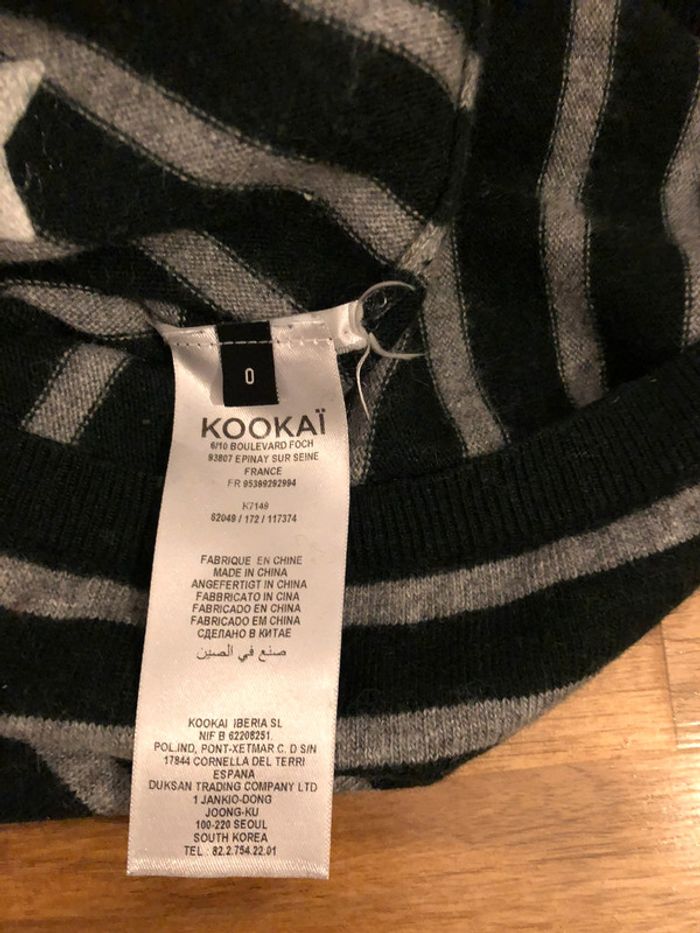 0
KOOKAÏ
6/10 BOULEVARD FOCH
93807 EPINAY SUR SEINE
FRANCE
FR 95399292994
K7149
62049 / 172 / 117374
FABRIQUE EN CHINE
MADE IN CHINA
ANGEFERTIGT IN CHINA
FABBRICATO IN CINA
FABRICADO EN CHINA
FABRICADO EM CHINA
СДЕЛАНО В КИТАЕ
صنع في الصين
KOOKAI IBERIA SL
NIF B 62208251.
POL.IND, PONT-XETMAR C. D S/N
17844 CORNELLA DEL TERRI
ESPANA
DUKSAN TRADING COMPANY LTD
1 JANKIO-DONG
JOONG-KU
100-220 SEOUL
SOUTH KOREA
TEL : 82.2.754.22.01